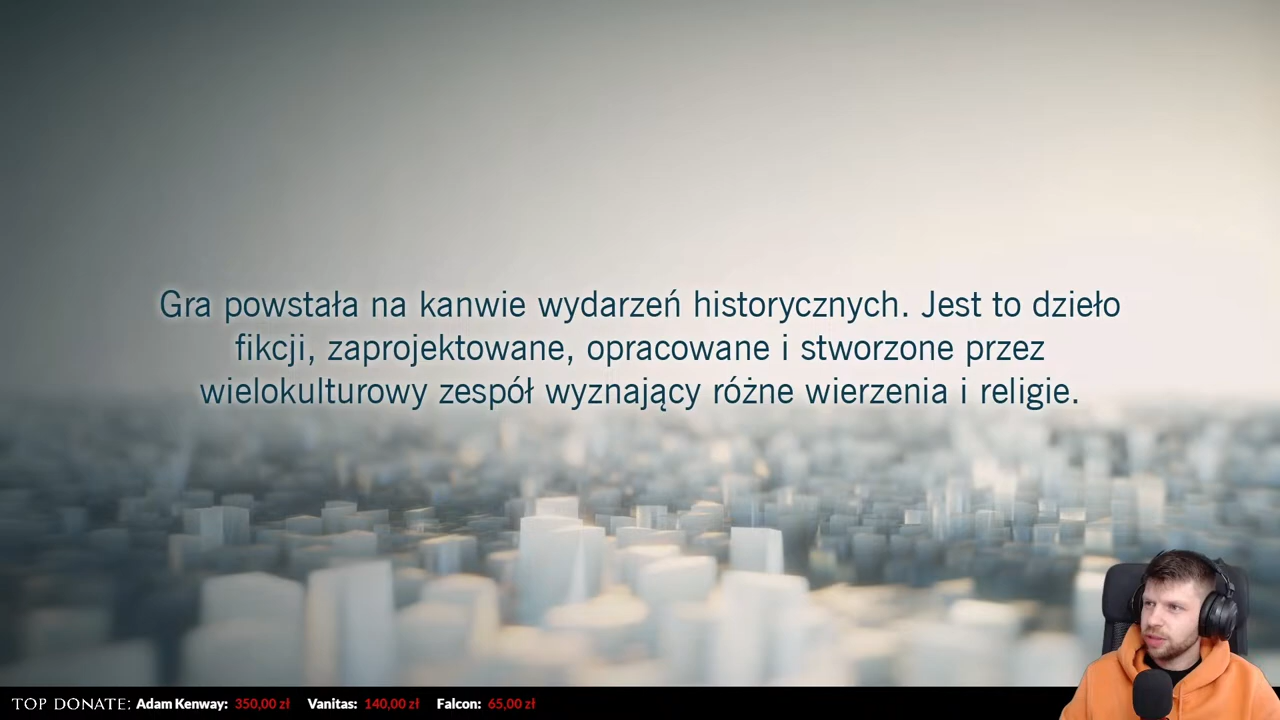 Gra powstała na kanwie wydarzeń historycznych. Jest to dzieło
fikcji, zaprojektowane, opracowane i stworzone przez
wielokulturowy zespół wyznający różne wierzenia i religie.
TOP DONATE: Adam Kenway: 350,00 zł Vanitas: 140,00 zł Falcon: 65,00 zł